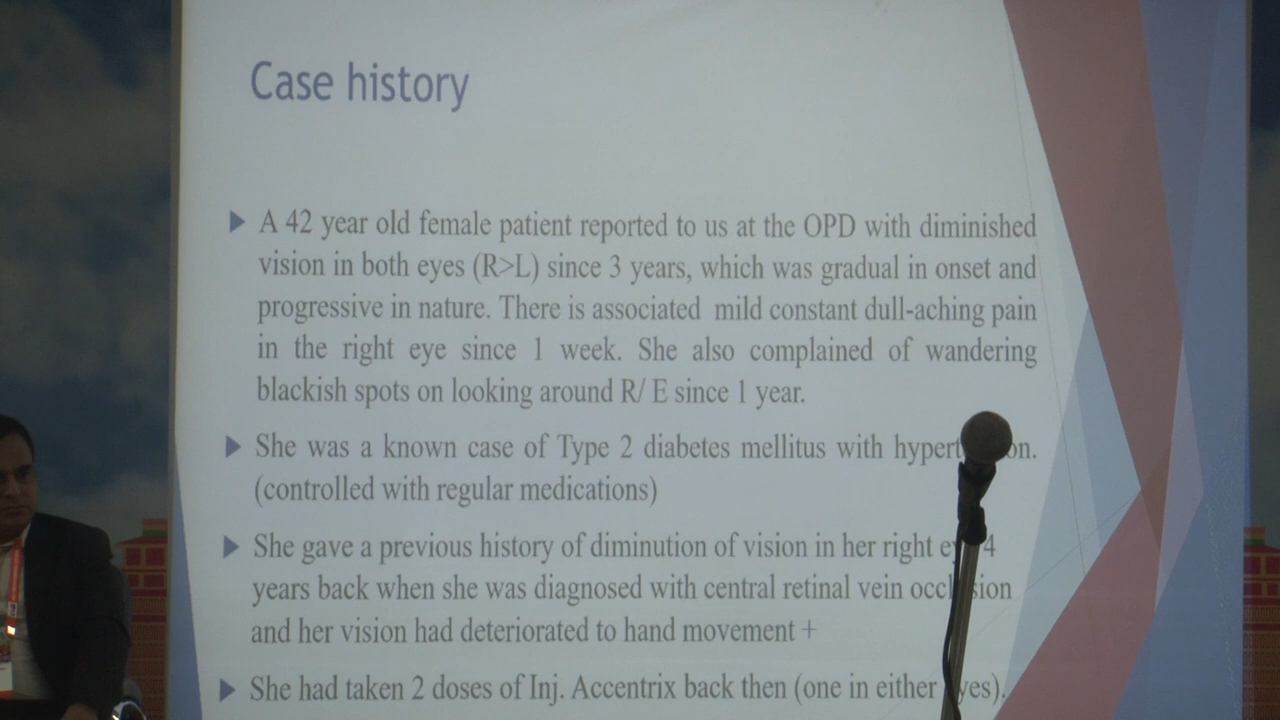 Case history
A 42 year old female patient reported to us at the OPD with diminished
vision in both eyes (R>L) since 3 years, which was gradual in onset and
progressive in nature. There is associated mild constant dull-aching pain
in the right eye since 1 week. She also complained of wandering
blackish spots on looking around R/ E since 1 year.
She was a known case of Type 2 diabetes mellitus with
(controlled with regular medications)
She gave a previous history of diminution of vision in her right 4
years back when she was diagnosed with central retinal vein
and her vision had deteriorated to hand movement +
She had taken 2 doses of Inj. Accentrix back then (one in either